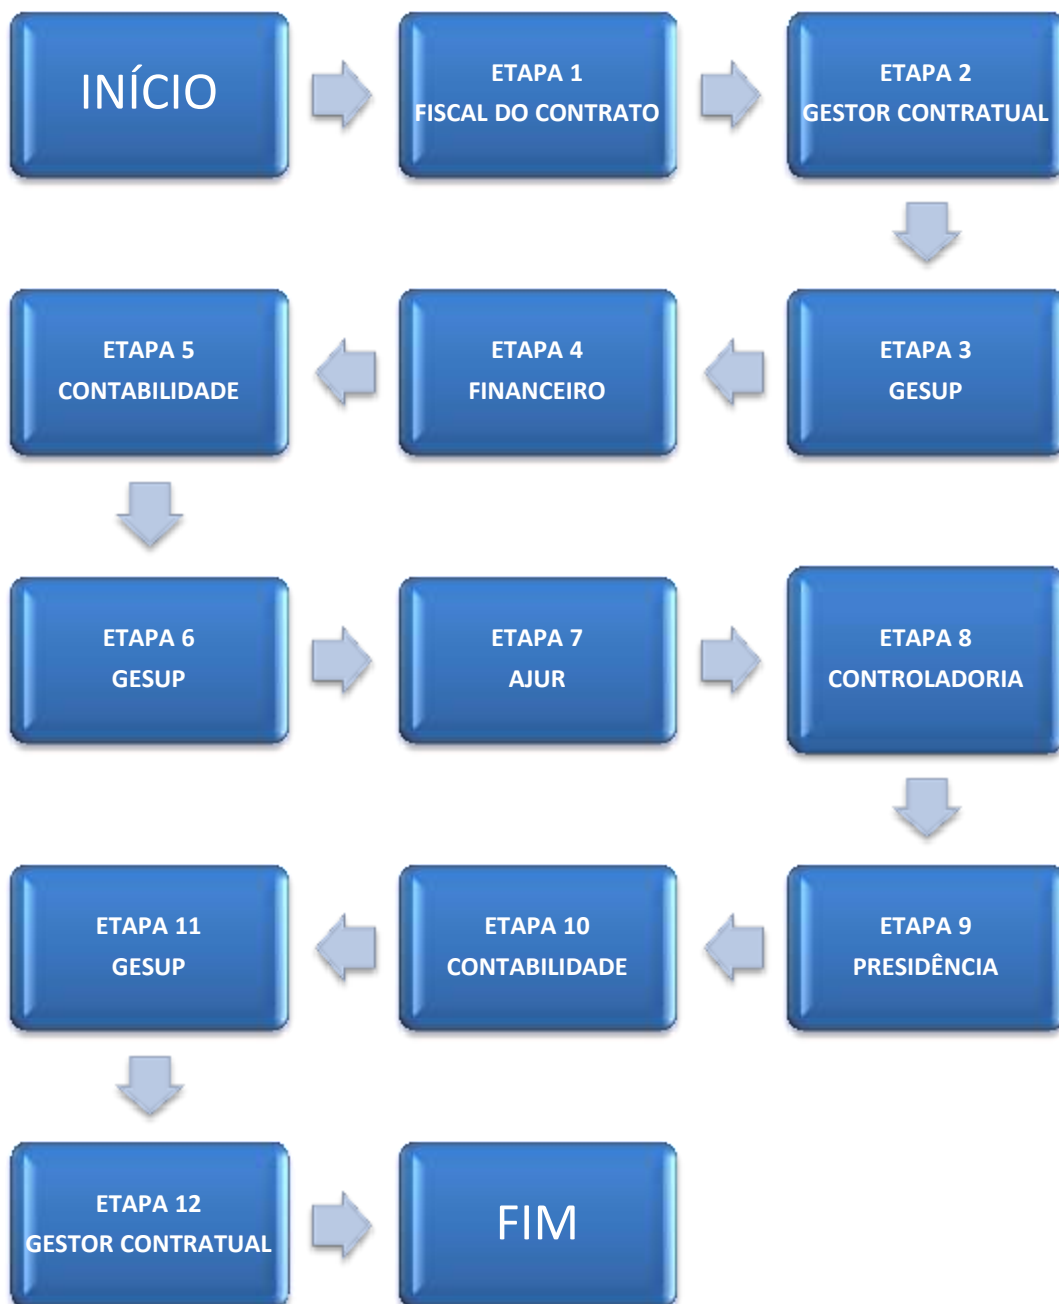 INÍCIO
ETAPA 1
FISCAL DO CONTRATO
ETAPA 2
GESTOR CONTRATUAL
ETAPA 3
GESUP
ETAPA 4
FINANCEIRO
ETAPA 5
CONTABILIDADE
ETAPA 6
GESUP
ETAPA 7
AJUR
ETAPA 8
CONTROLADORIA
ETAPA 9
PRESIDÊNCIA
ETAPA 10
CONTABILIDADE
ETAPA 11
GESUP
ETAPA 12
GESTOR CONTRATUAL
FIM